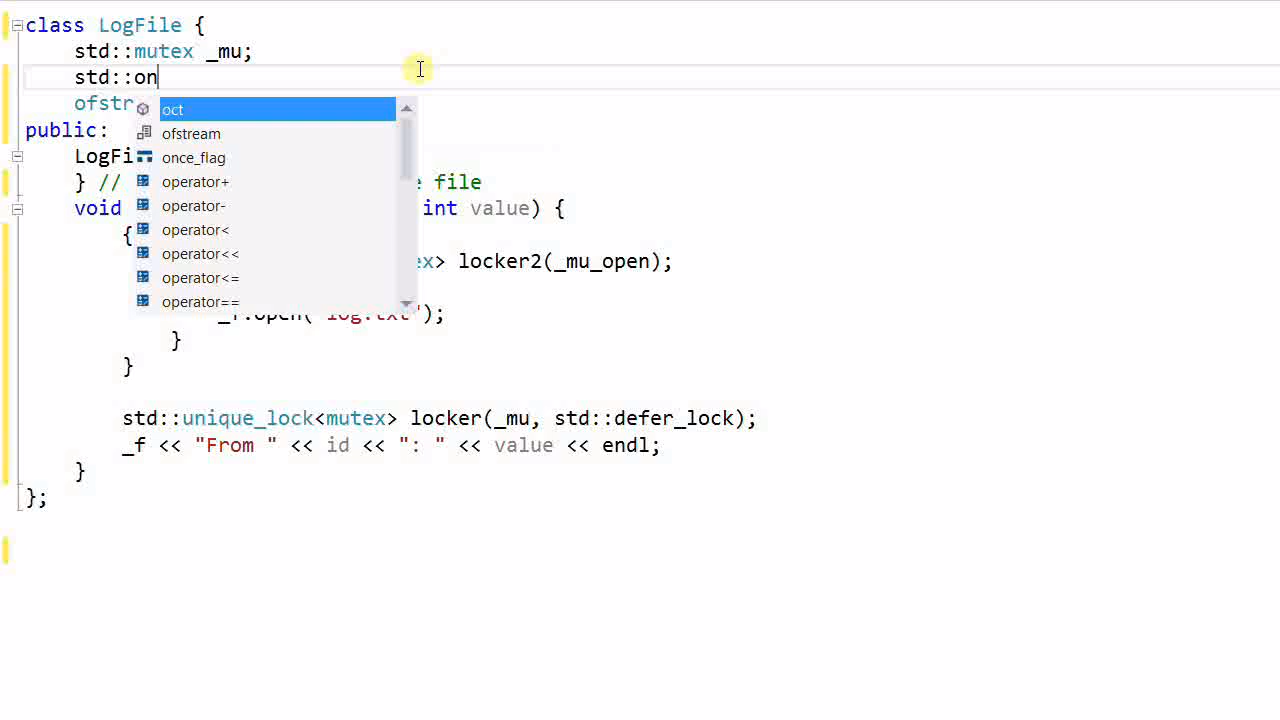 class LogFile {
std::mutex _mu;
std::on
ofstr
oct
public:
ofstream
LogFi
once_flag
} //
operator+
file
void
operator-
int value) {
{
operator<
operator<<
ex> locker2(_mu_open);
operator<=
operator==
_f.open("log.txt");
}
}
std::unique_lock<mutex> locker(_mu, std::defer_lock);
_f << "From " << id << ": " << value << endl;
}
};